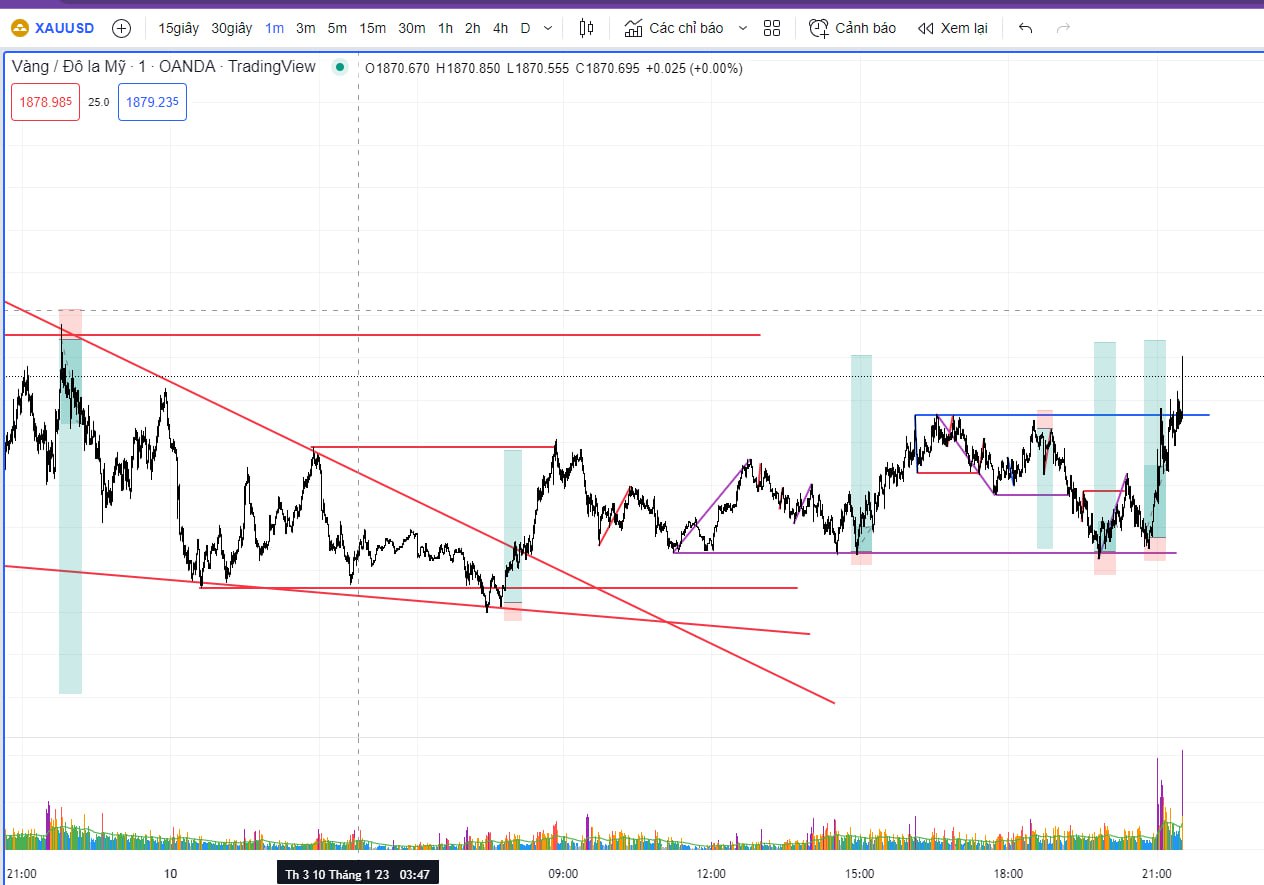 XAUUSD 15giây 30giây 1m 3m 5m 15m 30m 1h 2h 4h D Các chỉ báo Cảnh báo Xem lại
Vàng / Đô la Mỹ · 1 · OANDA · TradingView O1870.670 H1870.850 L1870.555 C1870.695 +0.025 (+0.00%)
1878.985 25.0 1879.235
21:00 10 Th 3 10 Tháng 1 '23 03:47 09:00 12:00 15:00 18:00 21:00